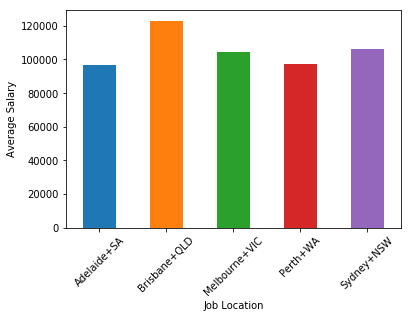 120000
100000
80000
60000
40000
20000
0
Average Salary
Adelaide+SA
Brisbane+QLD
Melbourne+VIC
Perth+WA
Sydney+NSW
Job Location